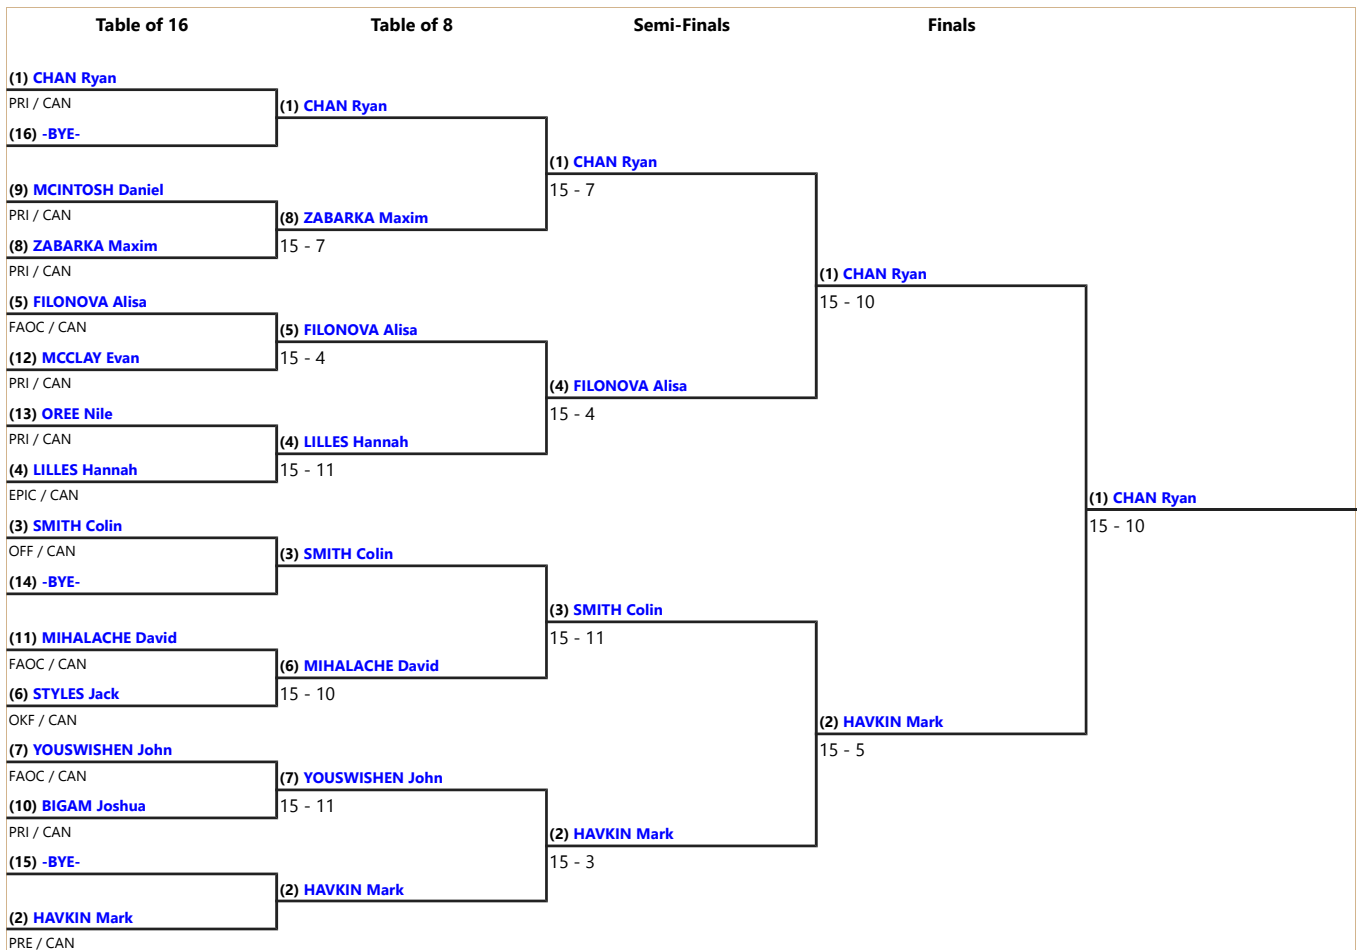 Table of 16
Table of 8
Semi-Finals
Finals
(1) CHAN Ryan
PRI / CAN
(16) -BYE-
(9) MCINTOSH Daniel
PRI / CAN
(8) ZABARKA Maxim
PRI / CAN
(5) FILONOVA Alisa
FAOC / CAN
(12) MCCLAY Evan
PRI / CAN
(13) OREE Nile
PRI / CAN
(4) LILLES Hannah
EPIC / CAN
(3) SMITH Colin
OFF / CAN
(14) -BYE-
(11) MIHALACHE David
FAOC / CAN
(6) STYLES Jack
OKF / CAN
(7) YOUSWISHEN John
FAOC / CAN
(10) BIGAM Joshua
PRI / CAN
(15) -BYE-
(2) HAVKIN Mark
PRE / CAN
(1) CHAN Ryan
(8) ZABARKA Maxim
15 - 7
(5) FILONOVA Alisa
15 - 4
(4) LILLES Hannah
15 - 11
(3) SMITH Colin
(6) MIHALACHE David
15 - 10
(7) YOUSWISHEN John
15 - 11
(2) HAVKIN Mark
(1) CHAN Ryan
15 - 7
(4) FILONOVA Alisa
15 - 4
(3) SMITH Colin
15 - 11
(2) HAVKIN Mark
15 - 3
(1) CHAN Ryan
15 - 10
(2) HAVKIN Mark
15 - 5
(1) CHAN Ryan
15 - 10